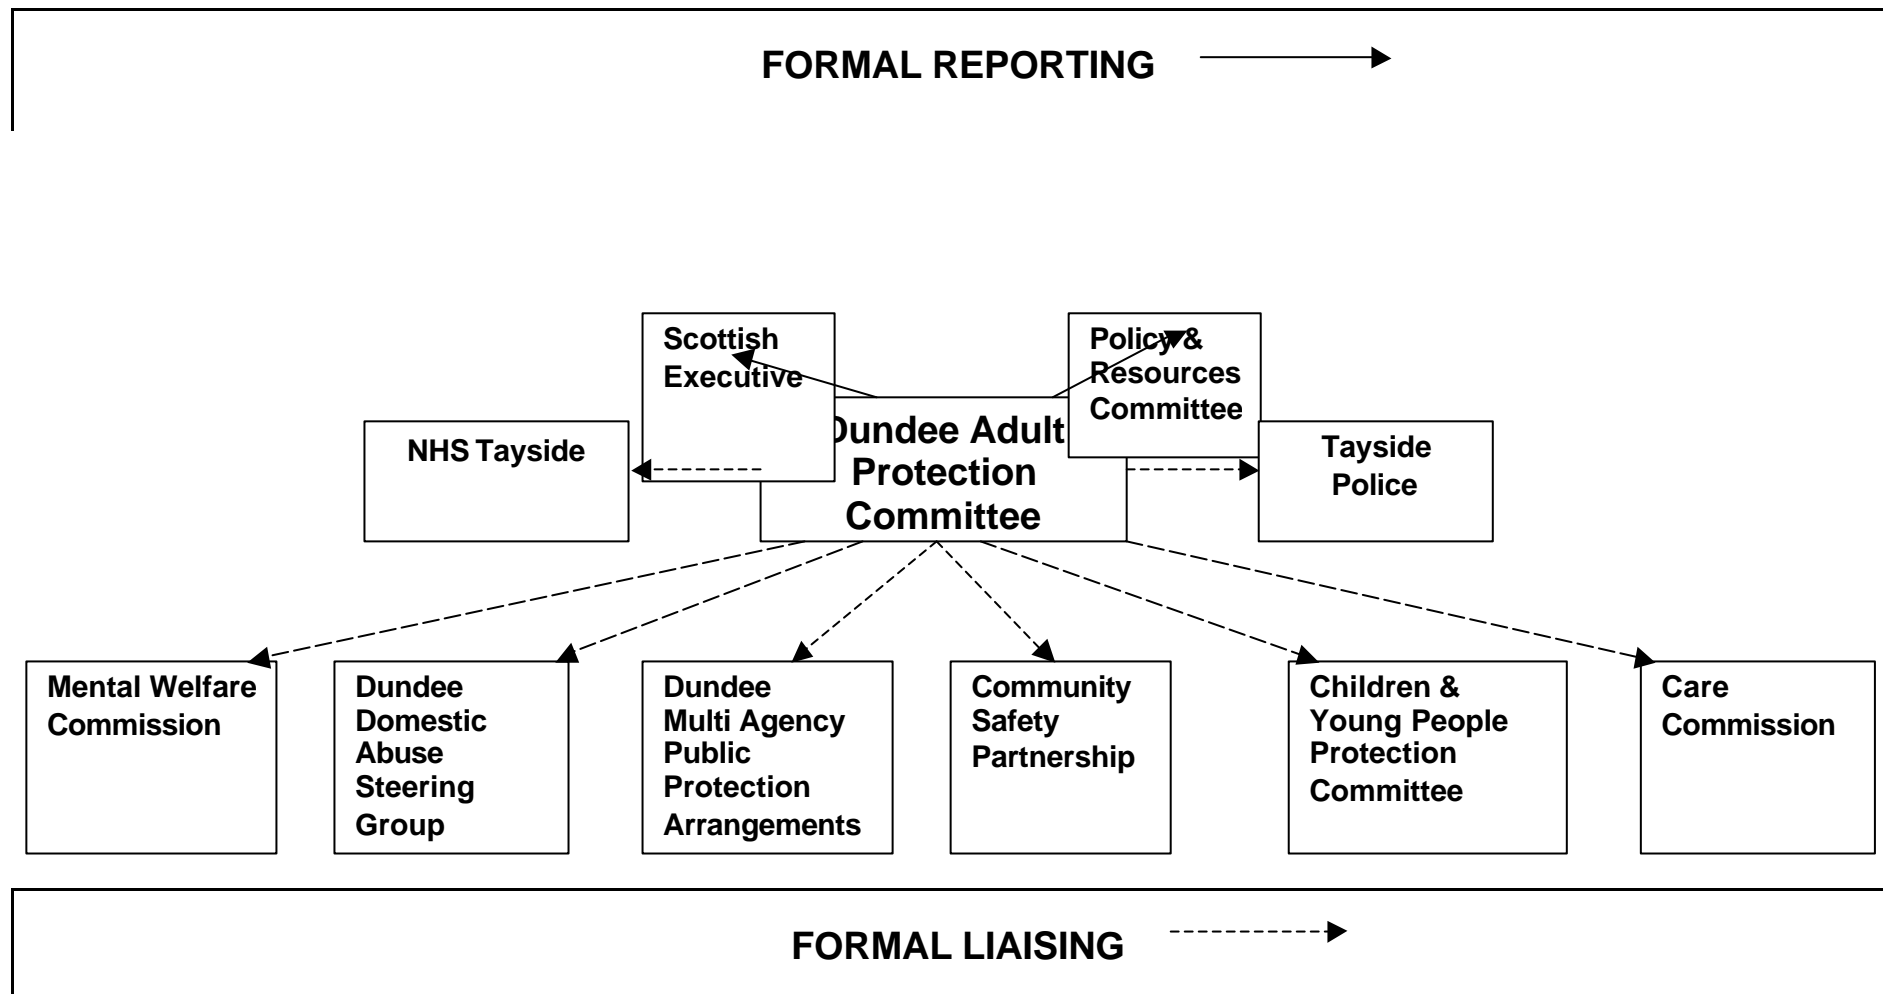 FORMAL REPORTING
Scottish
Executive
Policy &
Resources
Committee
NHS Tayside
Dundee Adult
Protection
Committee
Tayside
Police
Mental Welfare
Commission
Dundee
Domestic
Abuse
Steering
Group
Dundee
Multi Agency
Public
Protection
Arrangements
Community
Safety
Partnership
Children &
Young People
Protection
Committee
Care
Commission
FORMAL LIAISING